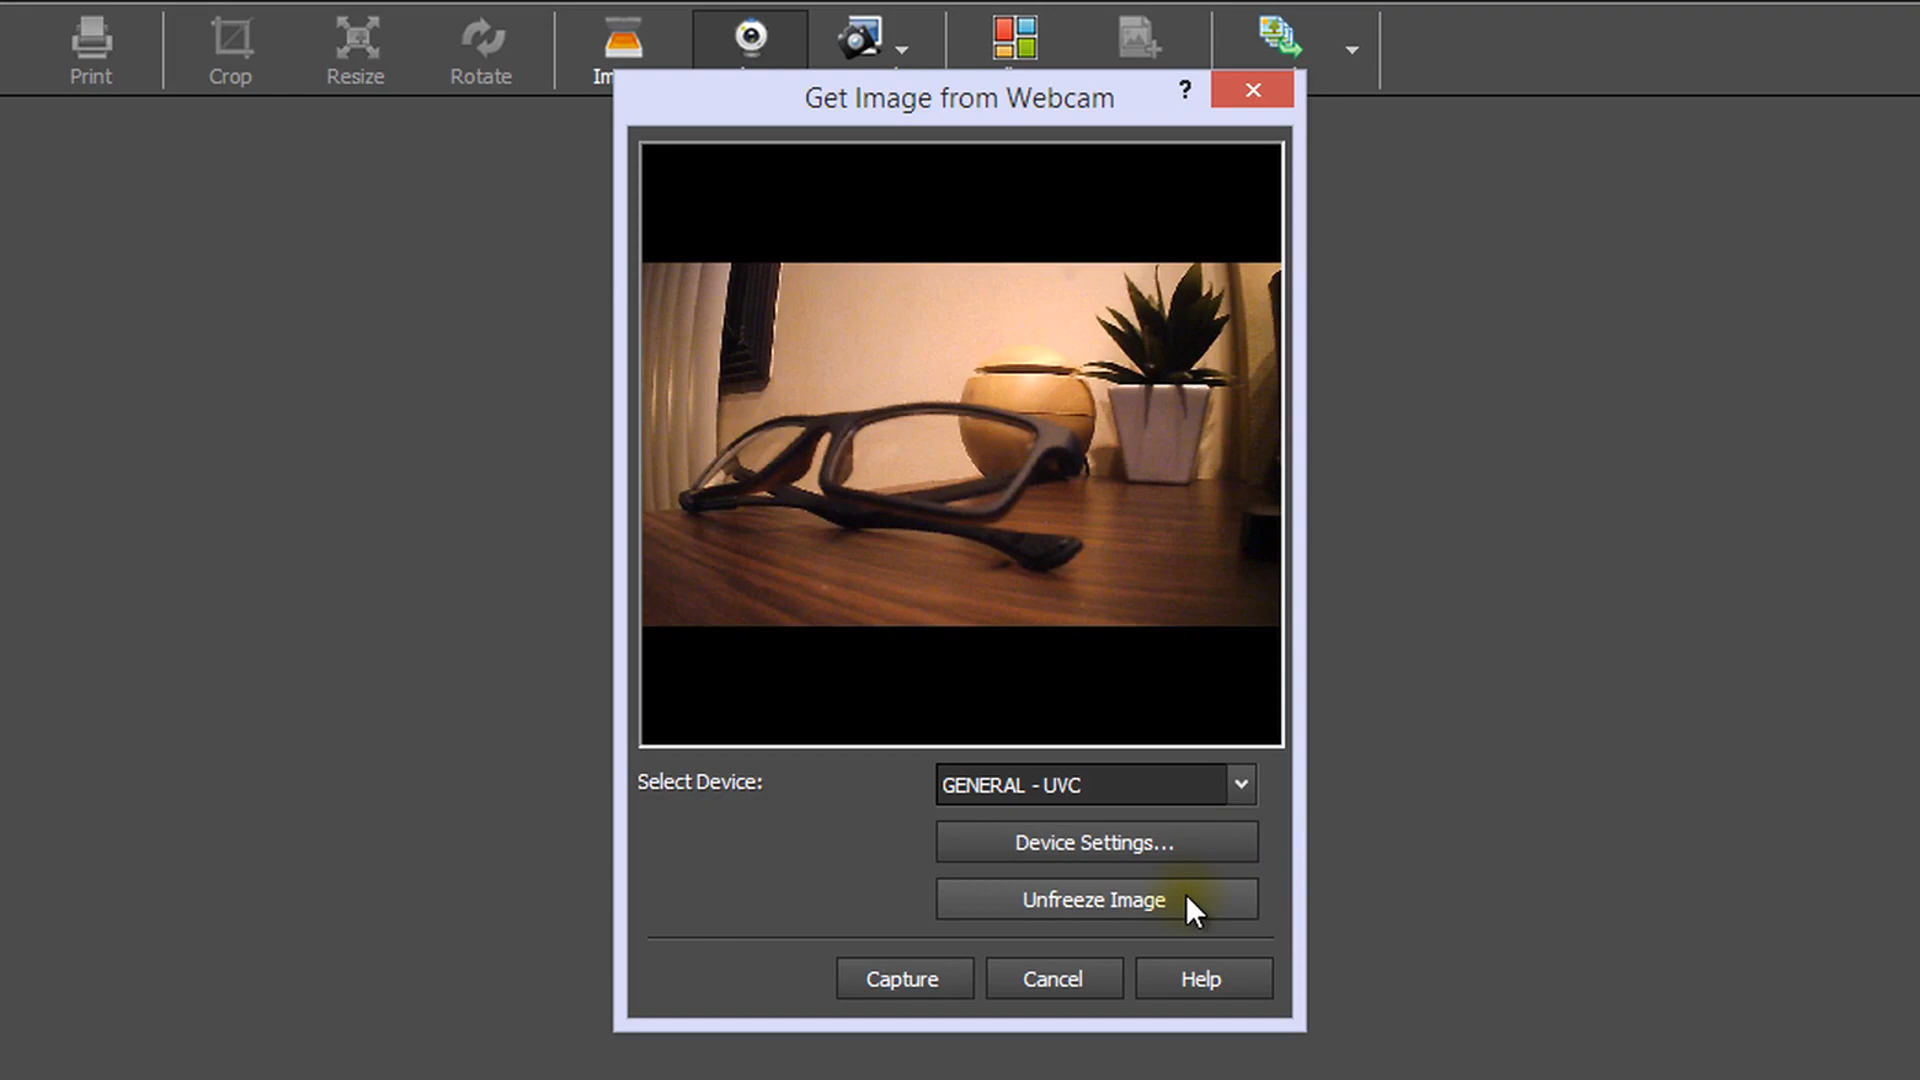 Print
Crop
Resize
Rotate
Get Image from Webcam
?
Select Device:
GENERAL - UVC
Device Settings...
Unfreeze Image
Capture
Cancel
Help